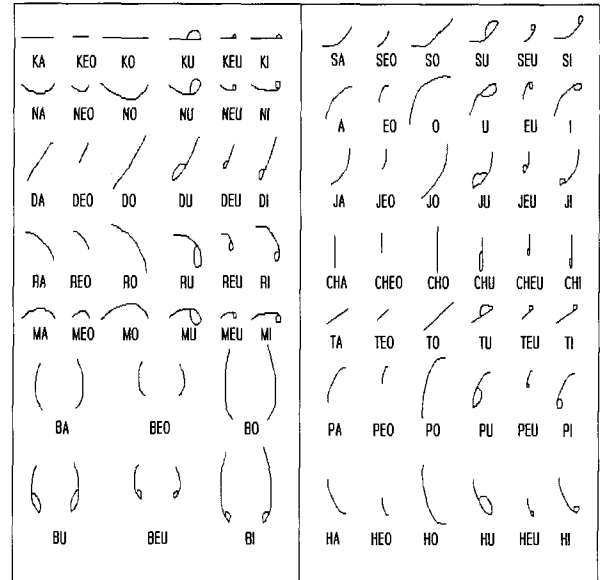 KA KEO KO KU KEU KI
NA NEO NO NU NEU NI
DA DEO DO DU DEU DI
RA REO RO RU REU RI
MA MEO MO MU MEU MI
BA BEO BO
BU BEU BI
SA SEO SO SU SEU SI
A EO O U EU I
JA JEO JO JU JEU JI
CHA CHEO CHO CHU CHEU CHI
TA TEO TO TU TEU TI
PA PEO PO PU PEU PI
HA HEO HO HU HEU HI